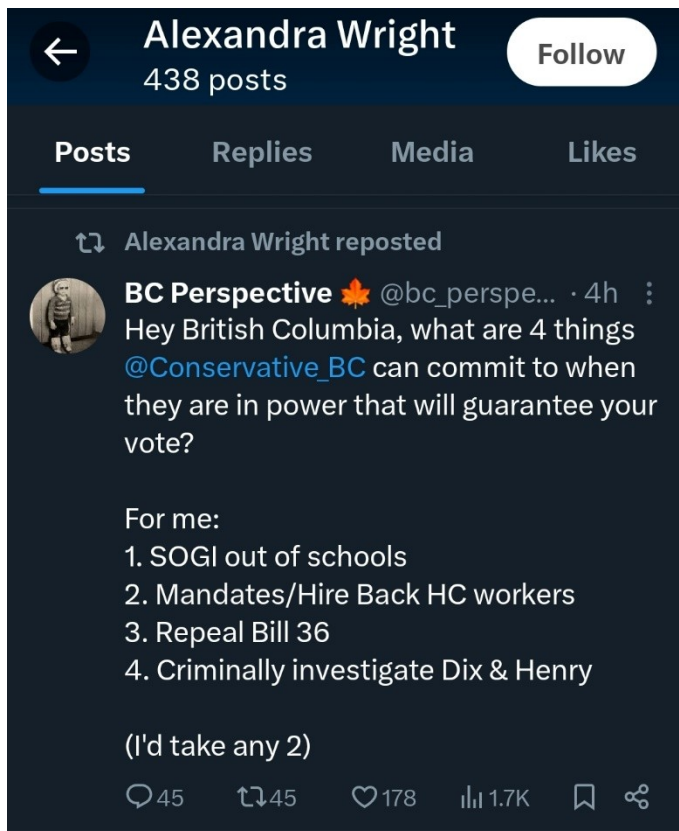 Alexandra Wright
438 posts
Follow
Posts Replies Media Likes
Alexandra Wright reposted
BC Perspective 🍁 @bc_perspe... · 4h
Hey British Columbia, what are 4 things
@Conservative_BC can commit to when
they are in power that will guarantee your
vote?
For me:
1. SOGI out of schools
2. Mandates/Hire Back HC workers
3. Repeal Bill 36
4. Criminally investigate Dix & Henry
(I'd take any 2)
45 45 178 1.7K